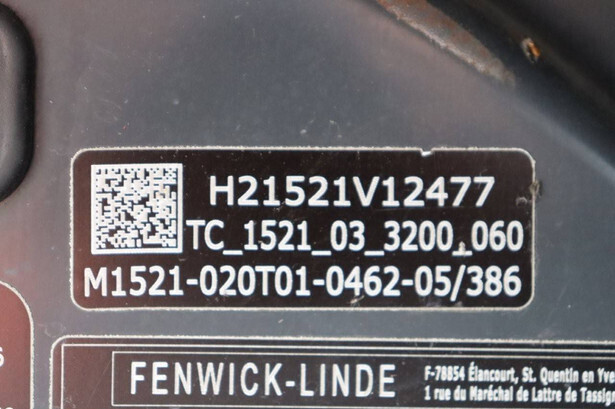 H21521V12477
TC_1521_03_3200_060
M1521-020T01-0462-05/386
FENWICK-LINDE
F-78854 Élancourt, St. Quentin en Yve
1 rue du Maréchal de Lattre de Tassig